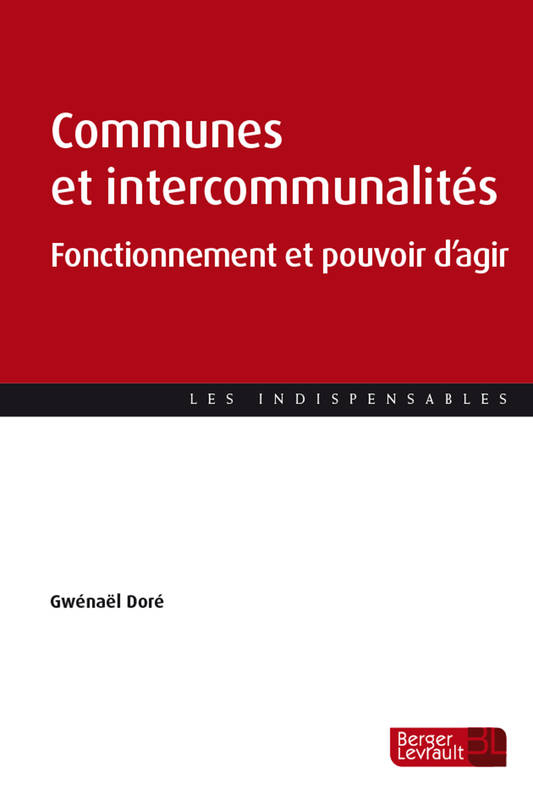 Communes
et intercommunalités
Fonctionnement et pouvoir d’agir
LES INDISPENSABLES
Gwénaël Doré
Berger
Levrault BL